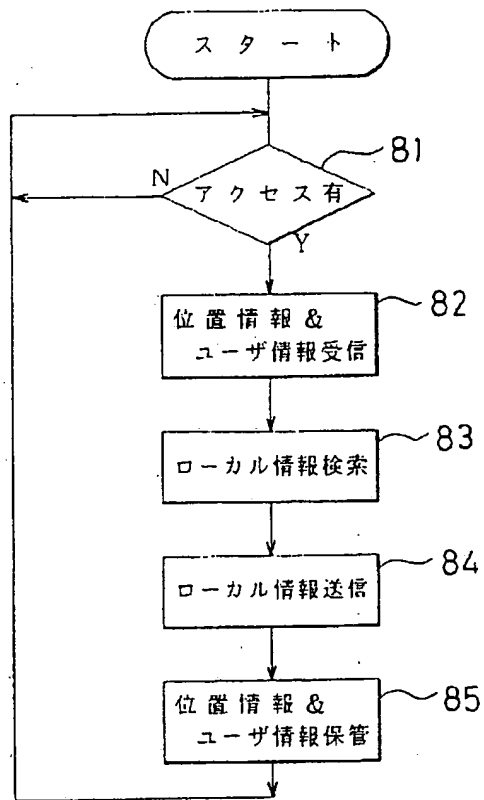 スタート
81
N
アクセス有
Y
82
位置情報&
ユーザ情報受信
83
ローカル情報検索
84
ローカル情報送信
85
位置情報&
ユーザ情報保管